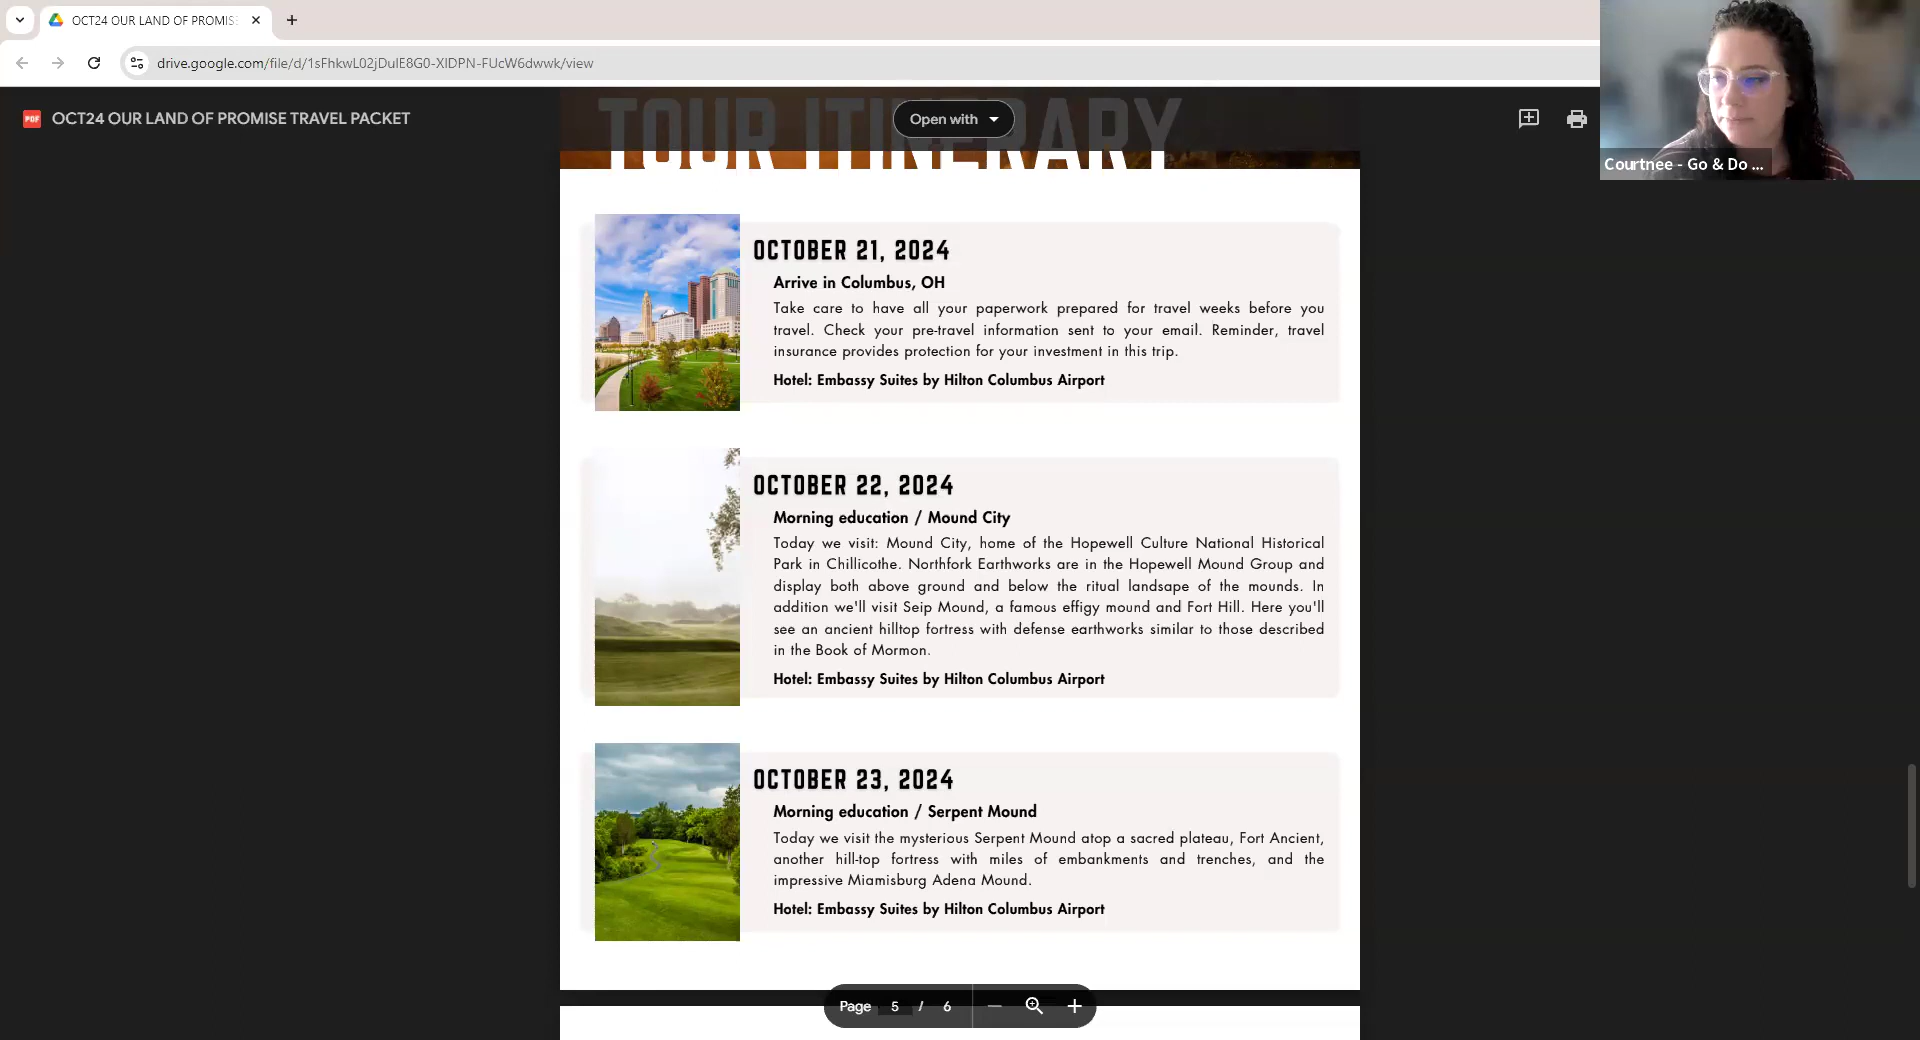 OCT24 OUR LAND OF PROMIS
drive.google.com/file/d/1sFhkwL02jDulE8G0-XlDPN-FUcW6dwwk/view
OCT24 OUR LAND OF PROMISE TRAVEL PACKET
Open with
TOUR ITINERARY
Courtnee - Go & Do ...
OCTOBER 21, 2024
Arrive in Columbus, OH
Take care to have all your paperwork prepared for travel weeks before you
travel. Check your pre-travel information sent to your email. Reminder, travel
insurance provides protection for your investment in this trip.
Hotel: Embassy Suites by Hilton Columbus Airport
OCTOBER 22, 2024
Morning education / Mound City
Today we visit: Mound City, home of the Hopewell Culture National Historical
Park in Chillicothe. Northfork Earthworks are in the Hopewell Mound Group and
display both above ground and below the ritual landsape of the mounds. In
addition we'll visit Seip Mound, a famous effigy mound and Fort Hill. Here you'll
see an ancient hilltop fortress with defense earthworks similar to those described
in the Book of Mormon.
Hotel: Embassy Suites by Hilton Columbus Airport
OCTOBER 23, 2024
Morning education / Serpent Mound
Today we visit the mysterious Serpent Mound atop a sacred plateau, Fort Ancient,
another hill-top fortress with miles of embankments and trenches, and the
impressive Miamisburg Adena Mound.
Hotel: Embassy Suites by Hilton Columbus Airport
Page 5 / 6